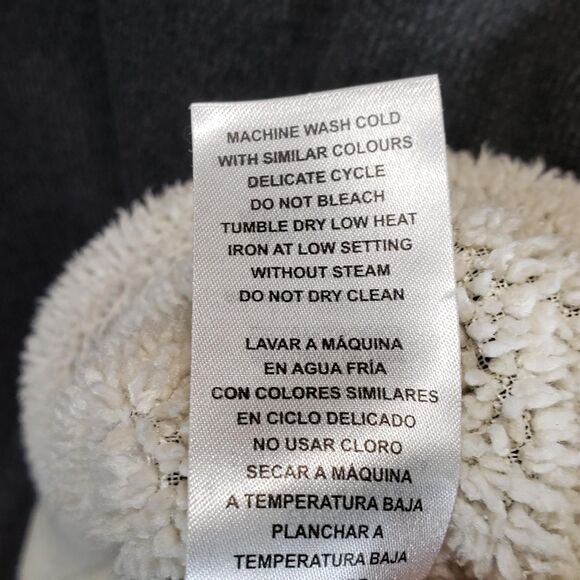 MACHINE WASH COLD
WITH SIMILAR COLOURS
DELICATE CYCLE
DO NOT BLEACH
TUMBLE DRY LOW HEAT
IRON AT LOW SETTING
WITHOUT STEAM
DO NOT DRY CLEAN
LAVAR A MÁQUINA
EN AGUA FRÍA
CON COLORES SIMILARES
EN CICLO DELICADO
NO USAR CLORO
SECAR A MÁQUINA
A TEMPERATURA BAJA
PLANCHAR A
TEMPERATURA BAJA